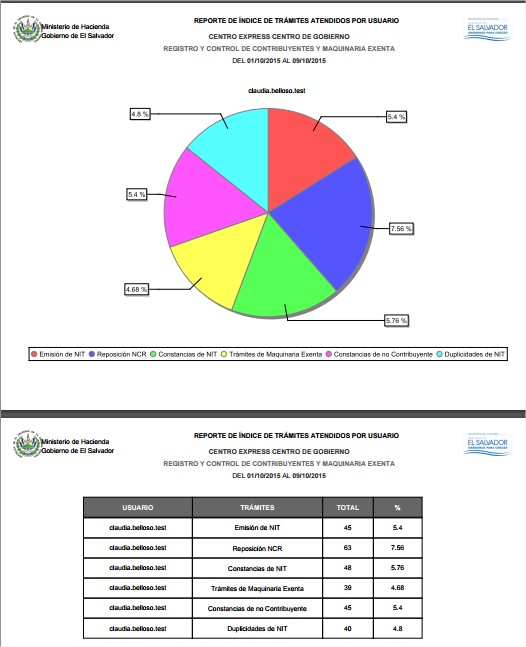 Ministerio de Hacienda
Gobierno de El Salvador
REPORTE DE ÍNDICE DE TRÁMITES ATENDIDOS POR USUARIO
CENTRO EXPRESS CENTRO DE GOBIERNO
REGISTRO Y CONTROL DE CONTRIBUYENTES Y MAQUINARIA EXENTA
DEL 01/10/2015 AL 09/10/2015
EL SALVADOR
UNÁMONOS PARA CRECER
claudia.belloso.test
4.8 %
5.4 %
5.4 %
7.56 %
4.68 %
5.76 %
Emisión de NIT Reposición NCR Constancias de NIT Trámites de Maquinaria Exenta Constancias de no Contribuyente Duplicidades de NIT
Ministerio de Hacienda
Gobierno de El Salvador
REPORTE DE ÍNDICE DE TRÁMITES ATENDIDOS POR USUARIO
CENTRO EXPRESS CENTRO DE GOBIERNO
REGISTRO Y CONTROL DE CONTRIBUYENTES Y MAQUINARIA EXENTA
DEL 01/10/2015 AL 09/10/2015
EL SALVADOR
UNÁMONOS PARA CRECER
USUARIO TRÁMITES TOTAL %
claudia.belloso.test Emisión de NIT 45 5.4
claudia.belloso.test Reposición NCR 63 7.56
claudia.belloso.test Constancias de NIT 48 5.76
claudia.belloso.test Trámites de Maquinaria Exenta 39 4.68
claudia.belloso.test Constancias de no Contribuyente 45 5.4
claudia.belloso.test Duplicidades de NIT 40 4.8